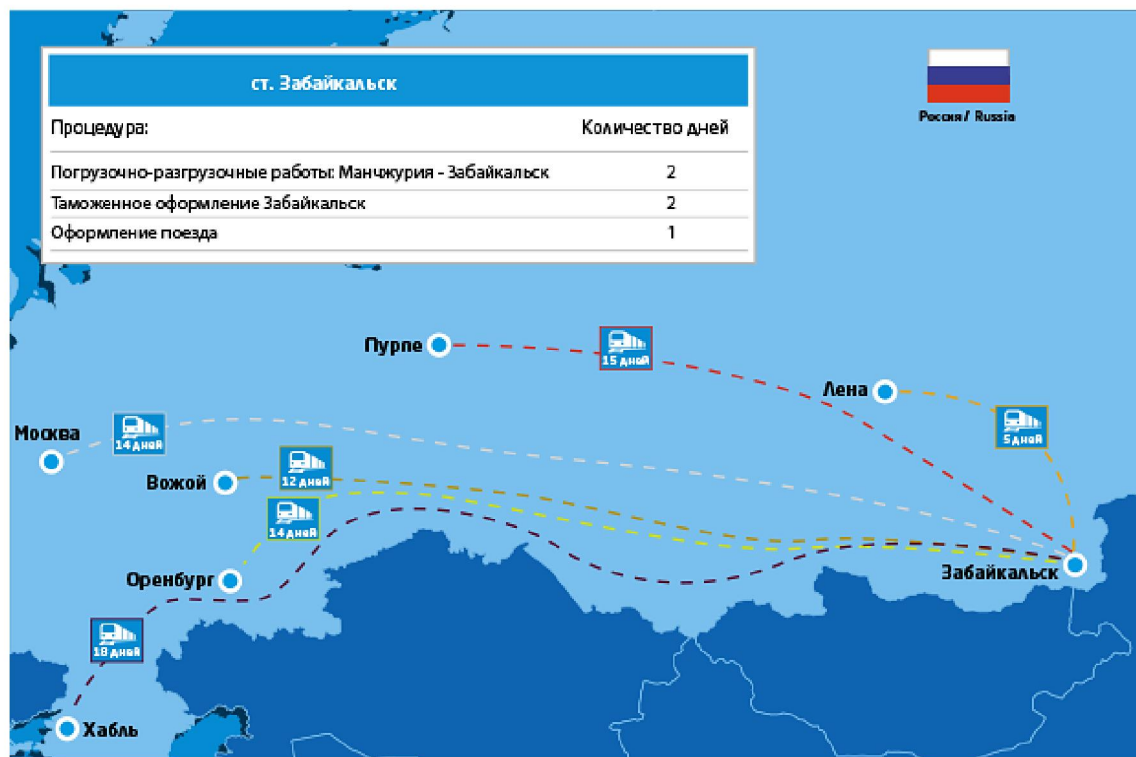 ст. Забайкальск
Россия / Russia
Процедура: Количество дней
Погрузочно-разгрузочные работы: Манчжурия - Забайкальск 2
Таможенное оформление Забайкальск 2
Оформление поезда 1
Пурпе
15 дней
Лена
5 дней
Москва
14 дней
Вожой
12 дней
14 дней
Оренбург
Забайкальск
18 дней
Хабль